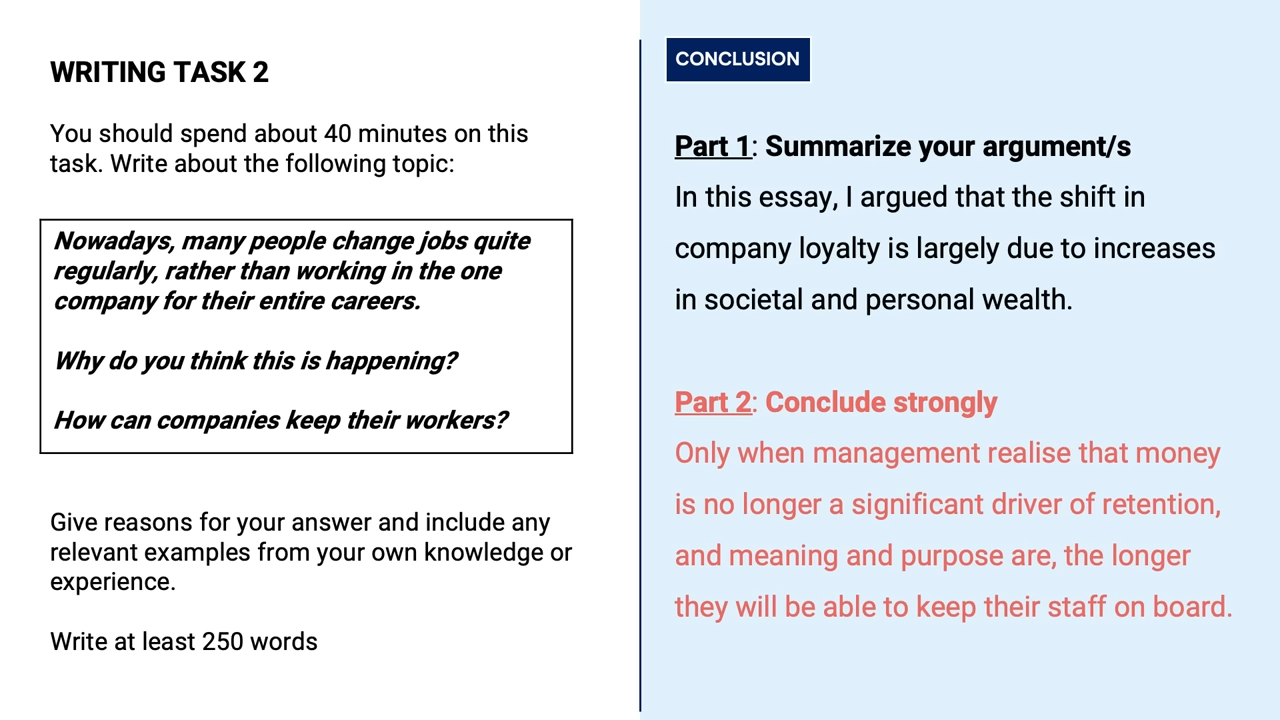 WRITING TASK 2
You should spend about 40 minutes on this
task. Write about the following topic:
Nowadays, many people change jobs quite
regularly, rather than working in the one
company for their entire careers.
Why do you think this is happening?
How can companies keep their workers?
Give reasons for your answer and include any
relevant examples from your own knowledge or
experience.
Write at least 250 words
CONCLUSION
Part 1: Summarize your argument/s
In this essay, I argued that the shift in
company loyalty is largely due to increases
in societal and personal wealth.
Part 2: Conclude strongly
Only when management realise that money
is no longer a significant driver of retention,
and meaning and purpose are, the longer
they will be able to keep their staff on board.